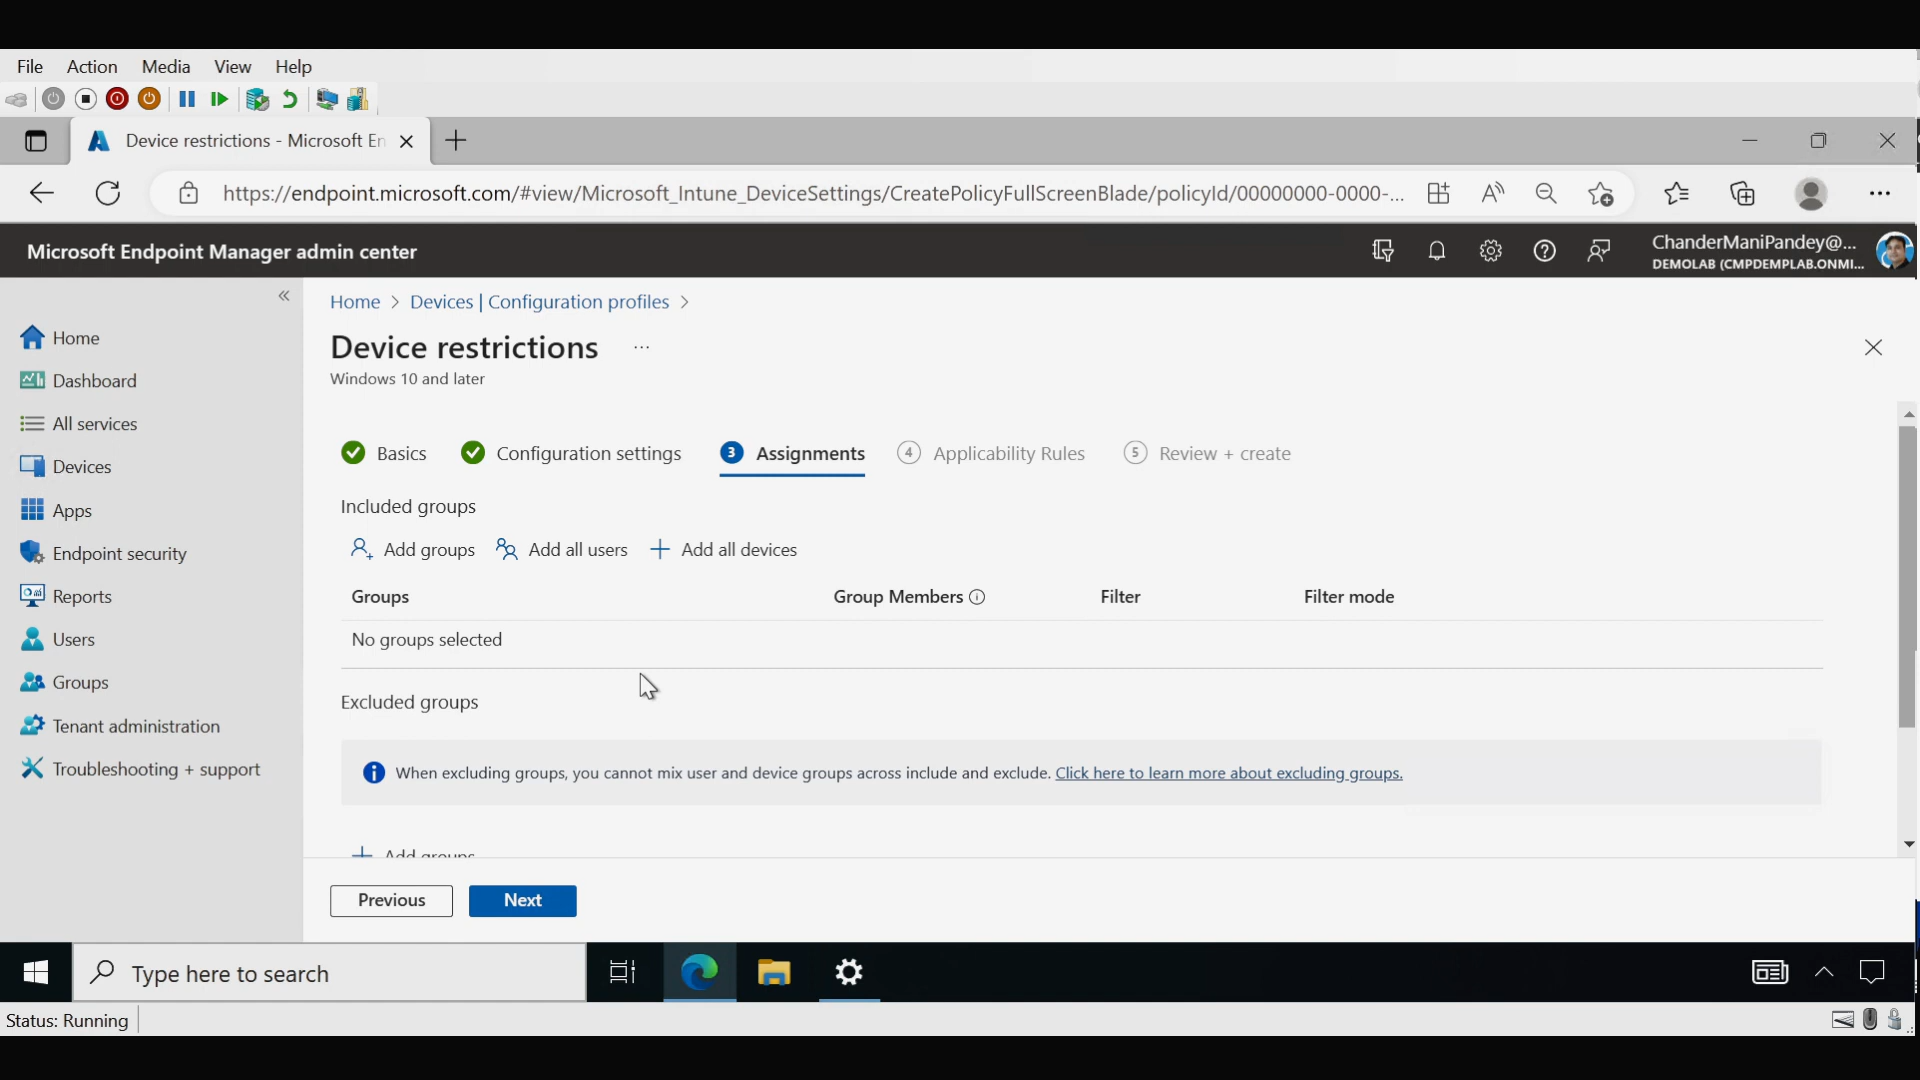 File Action Media View Help
Device restrictions - Microsoft En
https://endpoint.microsoft.com/#view/Microsoft_Intune_DeviceSettings/CreatePolicyFullScreenBlade/policyId/00000000-0000-...
Microsoft Endpoint Manager admin center
ChanderManiPandey@...
DEMOLAB (CMPDEMPLAB.ONMI...
Home > Devices | Configuration profiles >
Device restrictions ...
Windows 10 and later
Home
Dashboard
All services
Devices
Apps
Endpoint security
Reports
Users
Groups
Tenant administration
Troubleshooting + support
Basics
Configuration settings
3 Assignments
4 Applicability Rules
5 Review + create
Included groups
Add groups
Add all users
Add all devices
Groups Group Members Filter Filter mode
No groups selected
Excluded groups
When excluding groups, you cannot mix user and device groups across include and exclude. Click here to learn more about excluding groups.
Add groups
Previous
Next
Type here to search
Status: Running